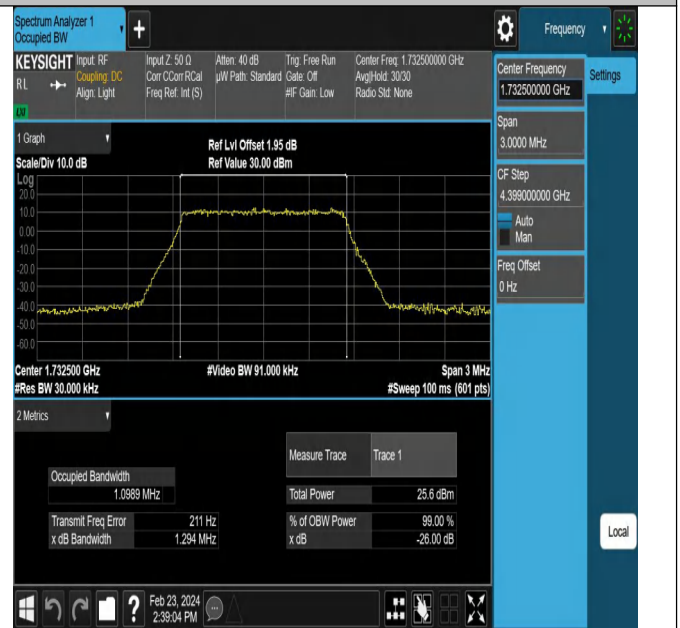 Spectrum Analyzer 1
Occupied BW
+
Frequency
KEYSIGHT
RL
Input: RF
Coupling: DC
Align: Light
Input Z: 50 Ω
Corr CCorr RCal
Freq Ref: Int (S)
Atten: 40 dB
µW Path: Standard
Trig: Free Run
Gate: Off
#IF Gain: Low
Center Freq: 1.732500000 GHz
Avg|Hold: 30/30
Radio Std: None
Center Frequency
1.732500000 GHz
Settings
Span
3.0000 MHz
CF Step
4.399000000 GHz
Auto
Man
Freq Offset
0 Hz
Local
1 Graph
Scale/Div 10.0 dB
Ref Lvl Offset 1.95 dB
Ref Value 30.00 dBm
Log
20.0
10.0
0.00
-10.0
-20.0
-30.0
-40.0
-50.0
-60.0
Center 1.732500 GHz
#Res BW 30.000 kHz
#Video BW 91.000 kHz
Span 3 MHz
#Sweep 100 ms (601 pts)
2 Metrics
Measure Trace Trace 1
Occupied Bandwidth
1.0989 MHz
Total Power 25.6 dBm
Transmit Freq Error 211 Hz
% of OBW Power 99.00 %
x dB Bandwidth 1.294 MHz
x dB -26.00 dB
?
Feb 23, 2024
2:39:04 PM